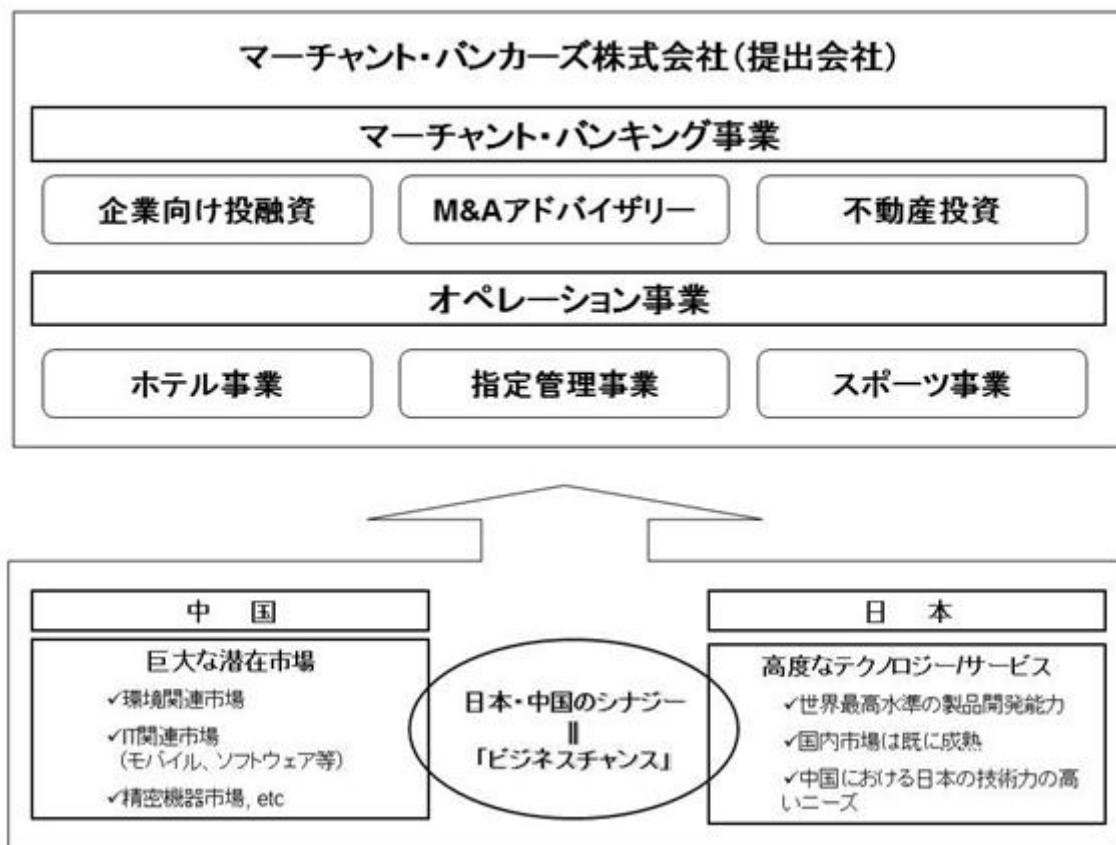 マーチャント・バンカーズ株式会社(提出会社)
マーチャント・バンキング事業
企業向け投融資
M&Aアドバイザリー
不動産投資
オペレーション事業
ホテル事業
指定管理事業
スポーツ事業
中 国
巨大な潜在市場
✓環境関連市場
✓IT関連市場
(モバイル、ソフトウェア等)
✓精密機器市場, etc
日本・中国のシナジー
||
「ビジネスチャンス」
日 本
高度なテクノロジー/サービス
✓世界最高水準の製品開発能力
✓国内市場は既に成熟
✓中国における日本の技術力の高
いニーズ